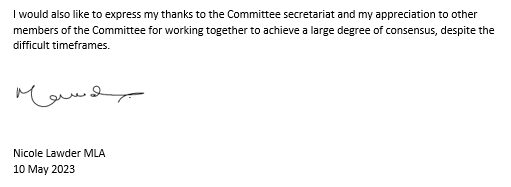 I would also like to express my thanks to the Committee secretariat and my appreciation to other
members of the Committee for working together to achieve a large degree of consensus, despite the
difficult timeframes.
Nicole Lawder MLA
10 May 2023